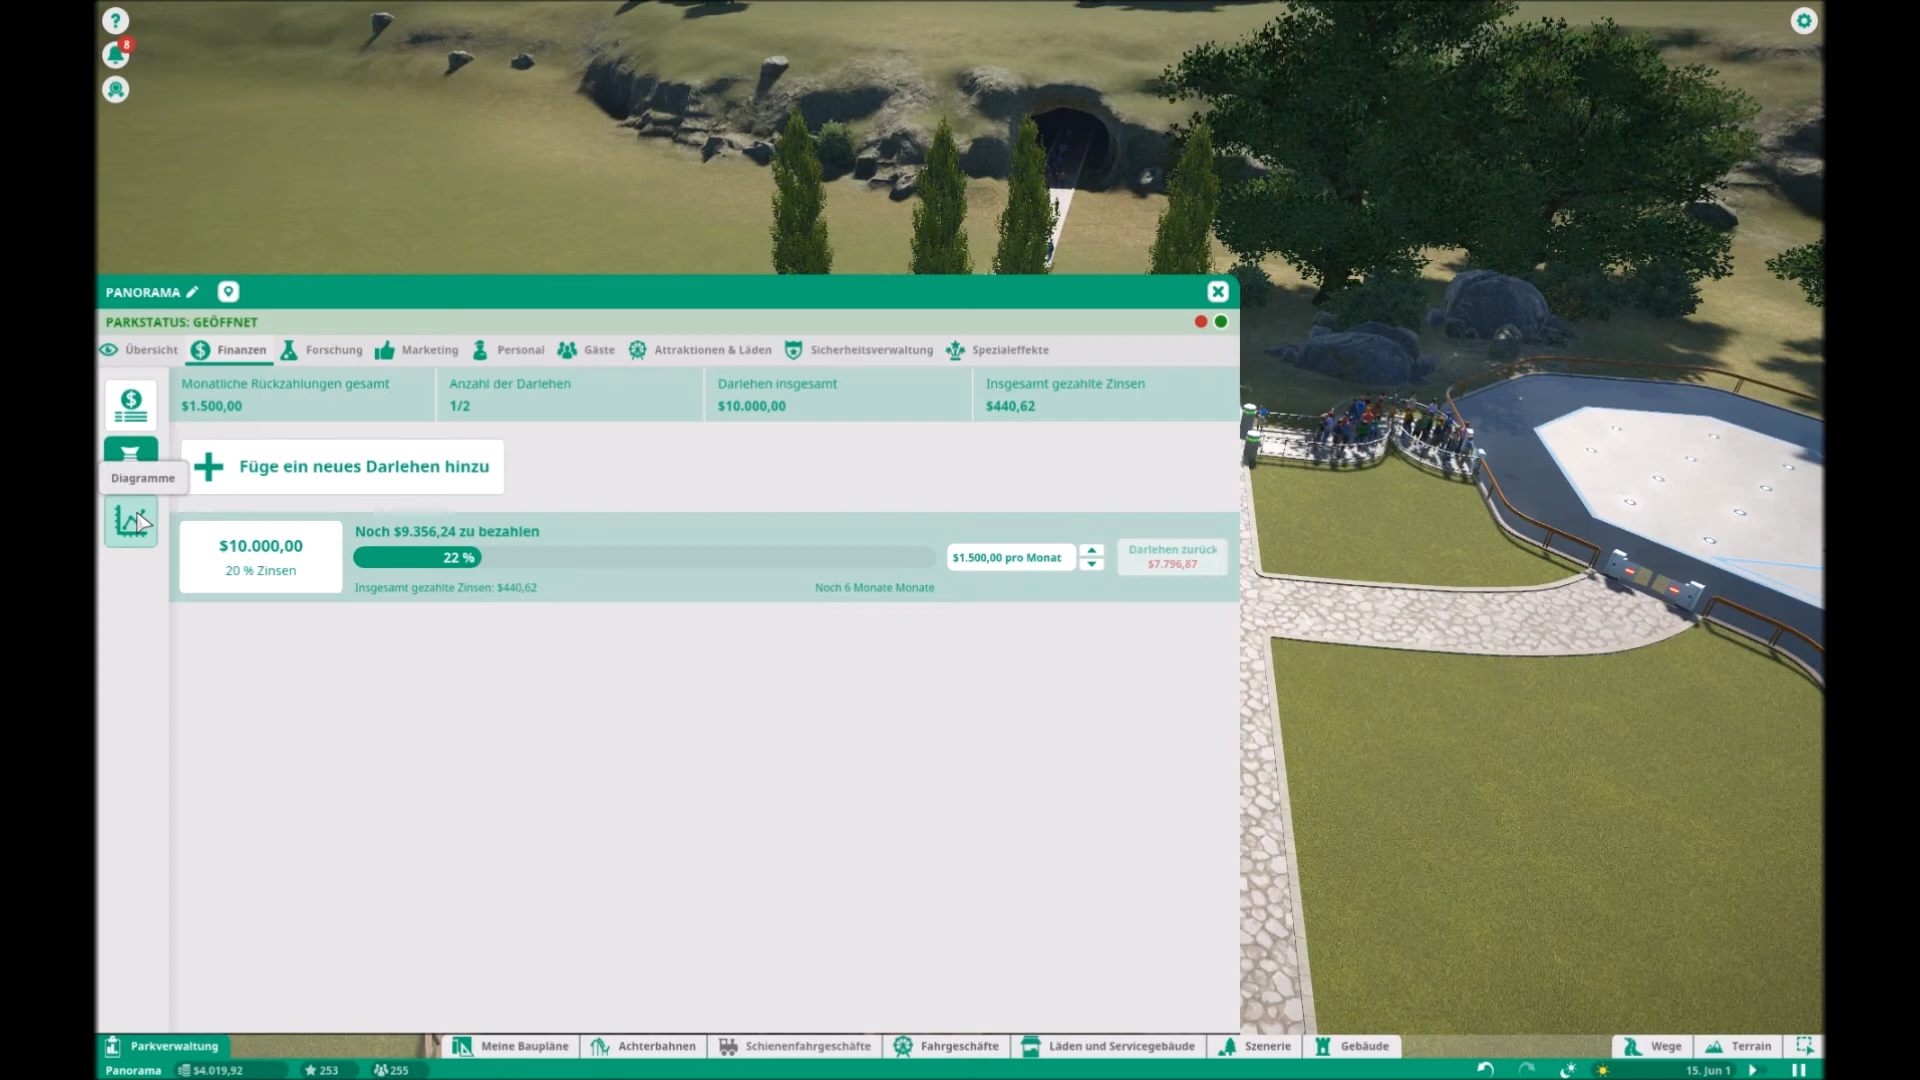 ?
8
PANORAMA
PARKSTATUS: GEÖFFNET
Übersicht Finanzen Forschung Marketing Personal Gäste Attraktionen & Läden Sicherheitsverwaltung Spezialeffekte
Monatliche Rückzahlungen gesamt
$1.500,00
Anzahl der Darlehen
1/2
Darlehen insgesamt
$10.000,00
Insgesamt gezahlte Zinsen
$440,62
Diagramme
Füge ein neues Darlehen hinzu
$10.000,00
20 % Zinsen
Noch $9.356,24 zu bezahlen
22 %
Insgesamt gezahlte Zinsen: $440,62
Noch 6 Monate Monate
$1.500,00 pro Monat
Darlehen zurück
$7.796,87
Parkverwaltung Meine Baupläne Achterbahnen Schienenfahrgeschäfte Fahrgeschäfte Läden und Servicegebäude Szenerie Gebäude Wege Terrain
Panorama $4.019,92 253 255 15. Jun 1